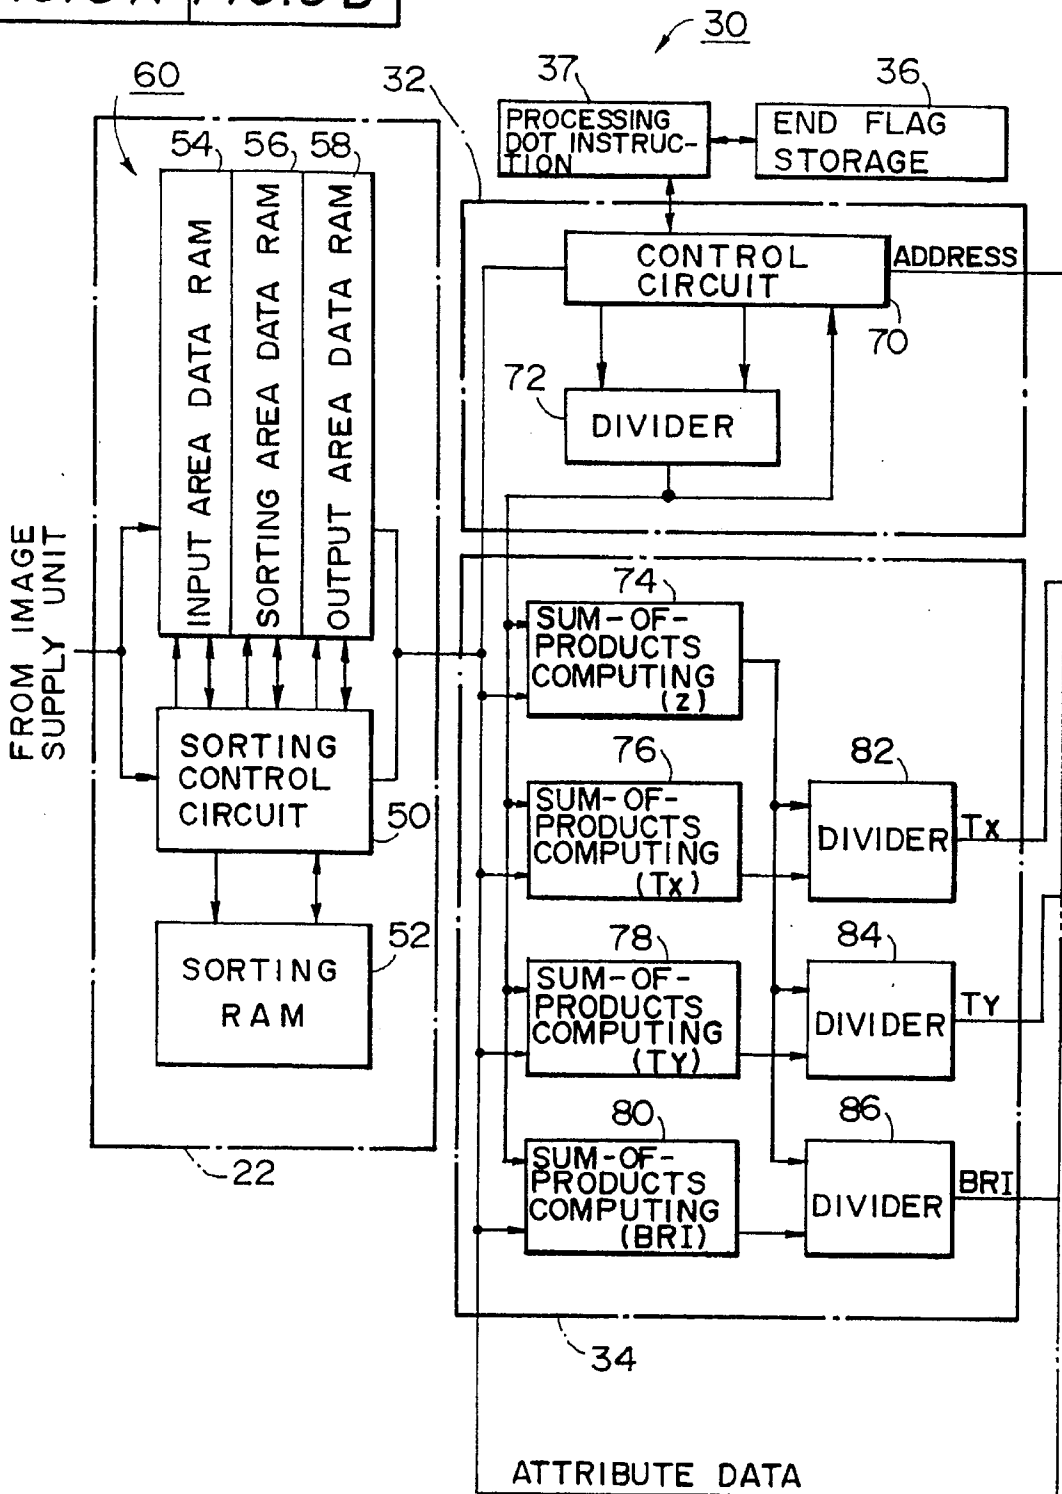 FIG.5B
30
60
32
37
36
54
56
58
PROCESSING
DOT INSTRUC-
TION
END FLAG
STORAGE
INPUT AREA DATA RAM
SORTING AREA DATA RAM
OUTPUT AREA DATA RAM
CONTROL
CIRCUIT
ADDRESS
70
72
DIVIDER
FROM IMAGE
SUPPLY UNIT
74
SUM-OF-
PRODUCTS
COMPUTING
(Z)
SORTING
CONTROL
CIRCUIT
50
76
SUM-OF-
PRODUCTS
COMPUTING
(TX)
82
DIVIDER
TX
SORTING
RAM
52
78
SUM-OF-
PRODUCTS
COMPUTING
(TY)
84
DIVIDER
TY
80
SUM-OF-
PRODUCTS
COMPUTING
(BRI)
86
DIVIDER
BRI
22
34
ATTRIBUTE DATA